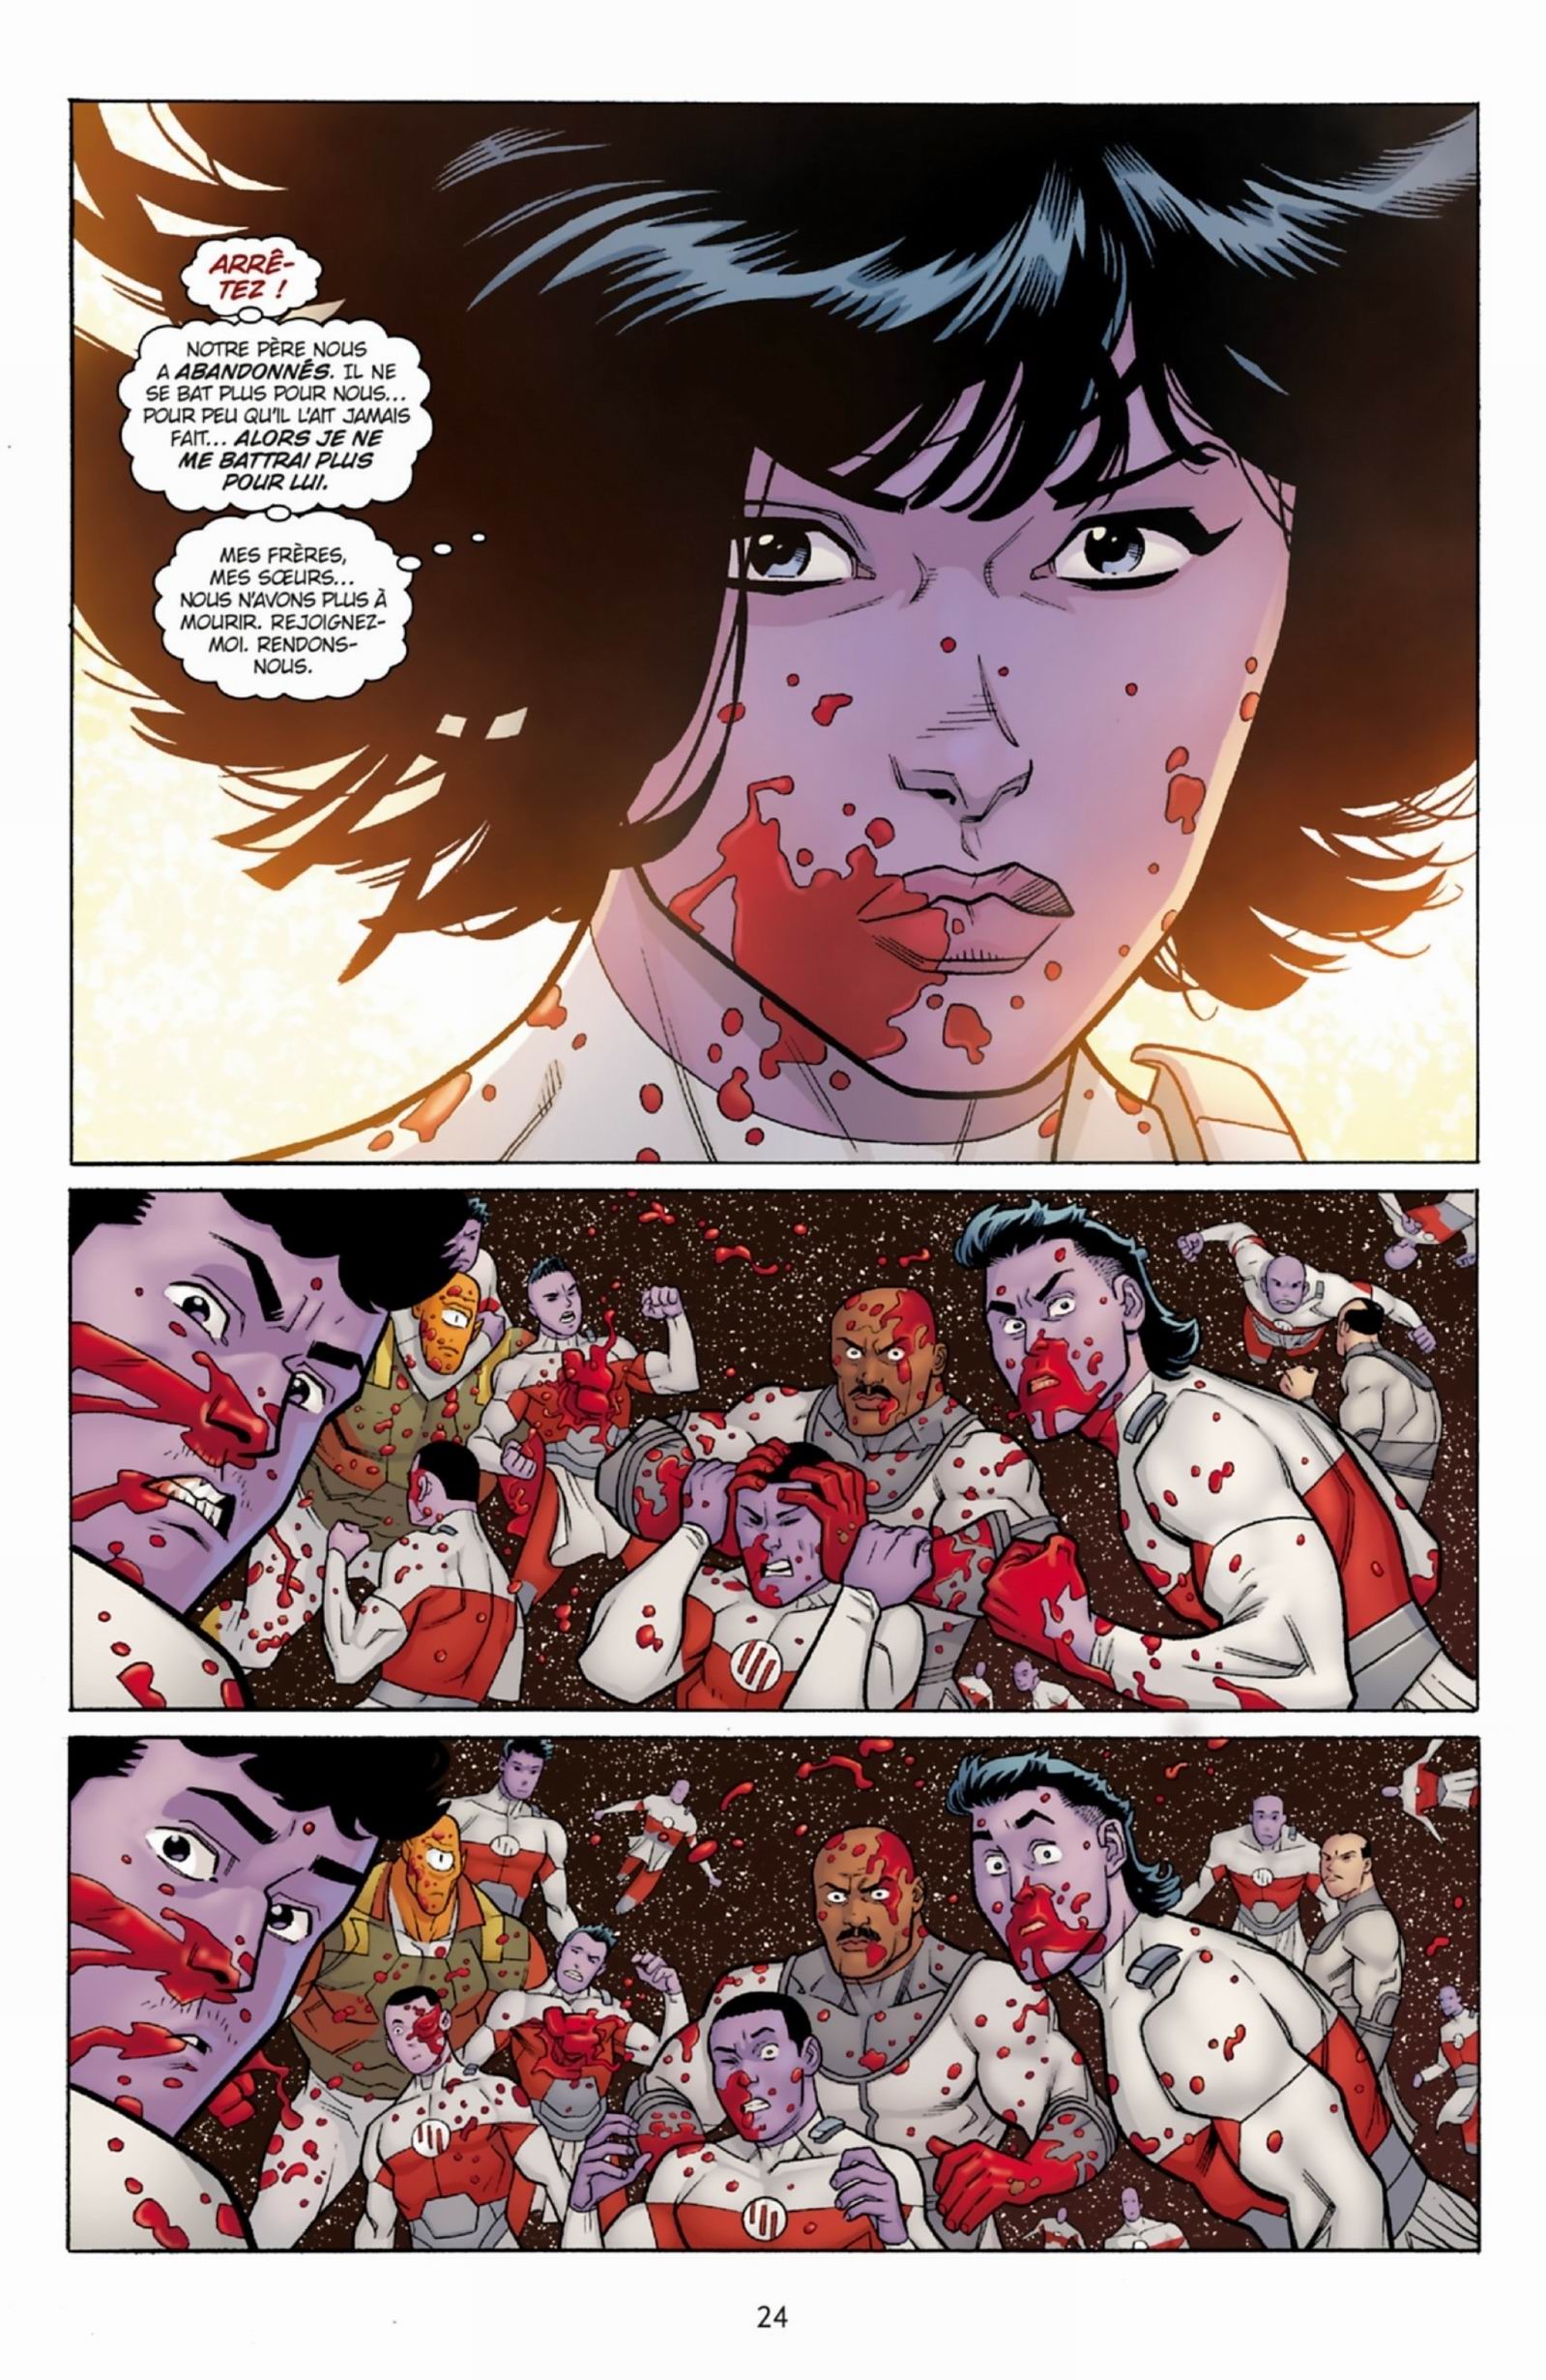 ARRÊ-
TEZ !
NOTRE PÈRE NOUS
A ABANDONNÉS. IL NE
SE BAT PLUS POUR NOUS...
POUR PEU QU'IL L'AIT JAMAIS
FAIT... ALORS JE NE
ME BATTRAI PLUS
POUR LUI.
MES FRÈRES,
MES SŒURS...
NOUS N'AVONS PLUS À
MOURIR. REJOIGNEZ-
MOI. RENDONS-
NOUS.
24